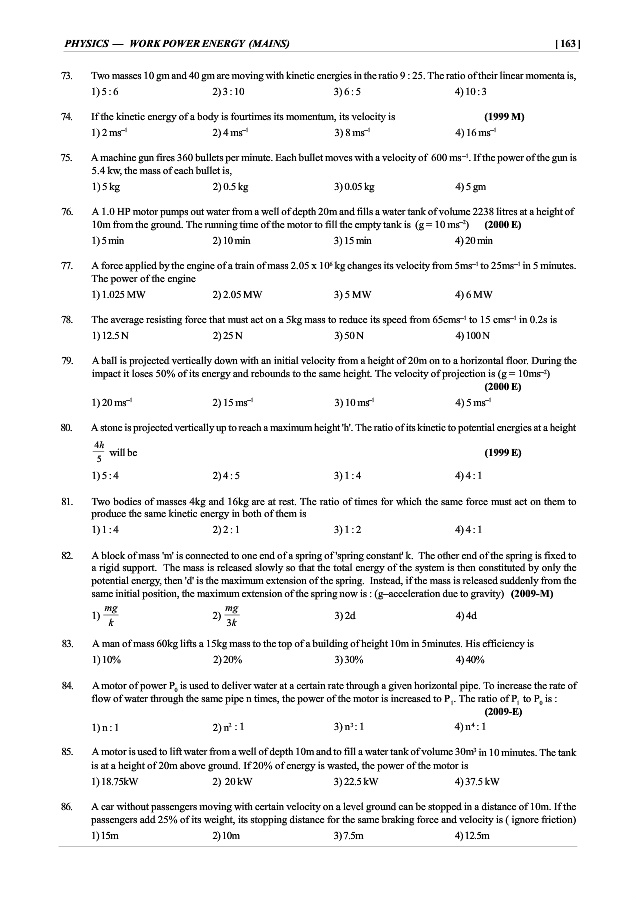 PHYSICS — WORK POWER ENERGY (MAINS) [163]
73. Two masses 10 gm and 40 gm are moving with kinetic energies in the ratio 9 : 25. The ratio of their linear momenta is,
1) 5 : 6 2) 3 : 10 3) 6 : 5 4) 10 : 3
74. If the kinetic energy of a body is fourtimes its momentum, its velocity is (1999 M)
1) 2 ms⁻¹ 2) 4 ms⁻¹ 3) 8 ms⁻¹ 4) 16 ms⁻¹
75. A machine gun fires 360 bullets per minute. Each bullet moves with a velocity of 600 ms⁻¹. If the power of the gun is
5.4 kw, the mass of each bullet is,
1) 5 kg 2) 0.5 kg 3) 0.05 kg 4) 5 gm
76. A 1.0 HP motor pumps out water from a well of depth 20m and fills a water tank of volume 2238 litres at a height of
10m from the ground. The running time of the motor to fill the empty tank is (g = 10 ms⁻²) (2000 E)
1) 5 min 2) 10 min 3) 15 min 4) 20 min
77. A force applied by the engine of a train of mass 2.05 x 10⁶ kg changes its velocity from 5ms⁻¹ to 25ms⁻¹ in 5 minutes.
The power of the engine
1) 1.025 MW 2) 2.05 MW 3) 5 MW 4) 6 MW
78. The average resisting force that must act on a 5kg mass to reduce its speed from 65cms⁻¹ to 15 cms⁻¹ in 0.2s is
1) 12.5 N 2) 25 N 3) 50 N 4) 100 N
79. A ball is projected vertically down with an initial velocity from a height of 20m on to a horizontal floor. During the
impact it loses 50% of its energy and rebounds to the same height. The velocity of projection is (g = 10ms⁻²)
(2000 E)
1) 20 ms⁻¹ 2) 15 ms⁻¹ 3) 10 ms⁻¹ 4) 5 ms⁻¹
80. A stone is projected vertically up to reach a maximum height 'h'. The ratio of its kinetic to potential energies at a height
4h/5 will be (1999 E)
1) 5 : 4 2) 4 : 5 3) 1 : 4 4) 4 : 1
81. Two bodies of masses 4kg and 16kg are at rest. The ratio of times for which the same force must act on them to
produce the same kinetic energy in both of them is
1) 1 : 4 2) 2 : 1 3) 1 : 2 4) 4 : 1
82. A block of mass 'm' is connected to one end of a spring of 'spring constant' k. The other end of the spring is fixed to
a rigid support. The mass is released slowly so that the total energy of the system is then constituted by only the
potential energy, then 'd' is the maximum extension of the spring. Instead, if the mass is released suddenly from the
same initial position, the maximum extension of the spring now is : (g–acceleration due to gravity) (2009-M)
1) mg/k 2) mg/3k 3) 2d 4) 4d
83. A man of mass 60kg lifts a 15kg mass to the top of a building of height 10m in 5minutes. His efficiency is
1) 10% 2) 20% 3) 30% 4) 40%
84. A motor of power P₀ is used to deliver water at a certain rate through a given horizontal pipe. To increase the rate of
flow of water through the same pipe n times, the power of the motor is increased to P₁. The ratio of P₁ to P₀ is :
(2009-E)
1) n : 1 2) n² : 1 3) n³ : 1 4) n⁴ : 1
85. A motor is used to lift water from a well of depth 10m and to fill a water tank of volume 30m³ in 10 minutes. The tank
is at a height of 20m above ground. If 20% of energy is wasted, the power of the motor is
1) 18.75kW 2) 20 kW 3) 22.5 kW 4) 37.5 kW
86. A car without passengers moving with certain velocity on a level ground can be stopped in a distance of 10m. If the
passengers add 25% of its weight, its stopping distance for the same braking force and velocity is ( ignore friction)
1) 15m 2) 10m 3) 7.5m 4) 12.5m